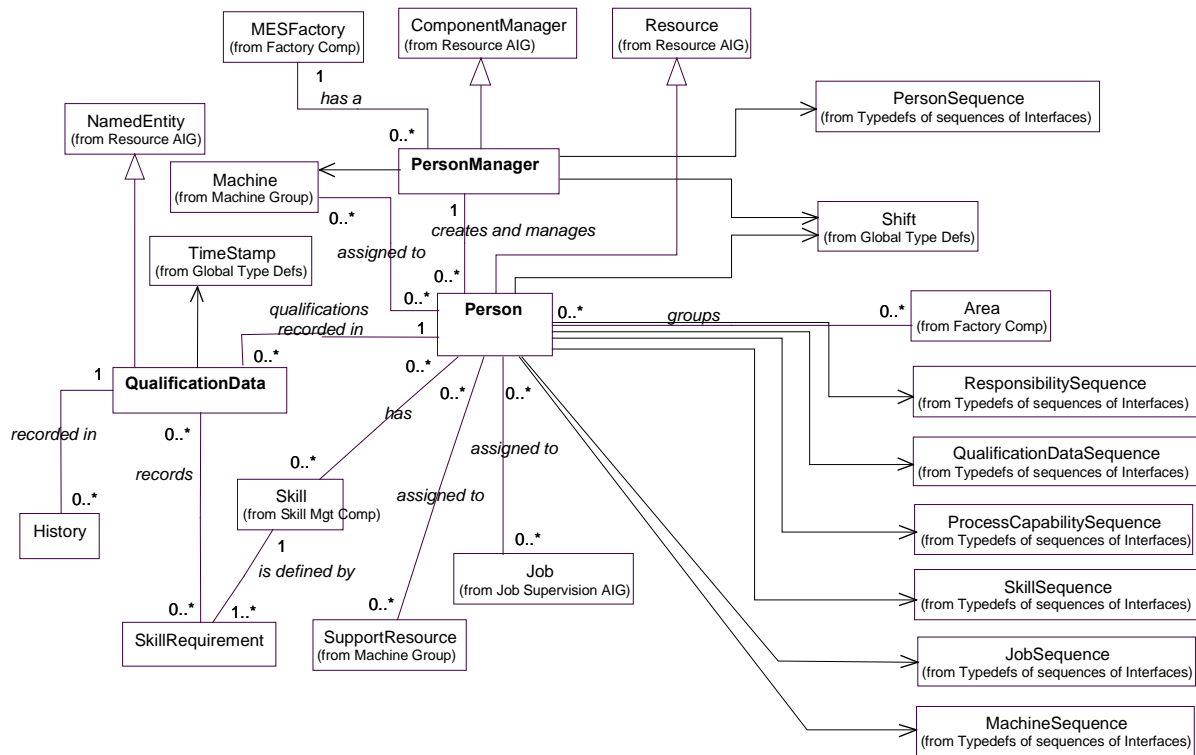 MESFactory
(from Factory Comp)
ComponentManager
(from Resource AIG)
Resource
(from Resource AIG)
1
has a
0..*
NamedEntity
(from Resource AIG)
PersonSequence
(from Typedefs of sequences of Interfaces)
PersonManager
Machine
(from Machine Group)
0..*
1
creates and manages
Shift
(from Global Type Defs)
assigned to
TimeStamp
(from Global Type Defs)
0..*
0..*
qualifications
recorded in
1
Person
0..*
groups
0..*
Area
(from Factory Comp)
0..*
1
QualificationData
0..*
0..*
0..*
ResponsibilitySequence
(from Typedefs of sequences of Interfaces)
has
recorded in
0..*
records
assigned to
QualificationDataSequence
(from Typedefs of sequences of Interfaces)
0..*
Skill
(from Skill Mgt Comp)
assigned to
0..*
History
ProcessCapabilitySequence
(from Typedefs of sequences of Interfaces)
1
is defined by
0..*
Job
(from Job Supervision AIG)
SkillSequence
(from Typedefs of sequences of Interfaces)
0..*
1..*
0..*
SkillRequirement
SupportResource
(from Machine Group)
JobSequence
(from Typedefs of sequences of Interfaces)
MachineSequence
(from Typedefs of sequences of Interfaces)